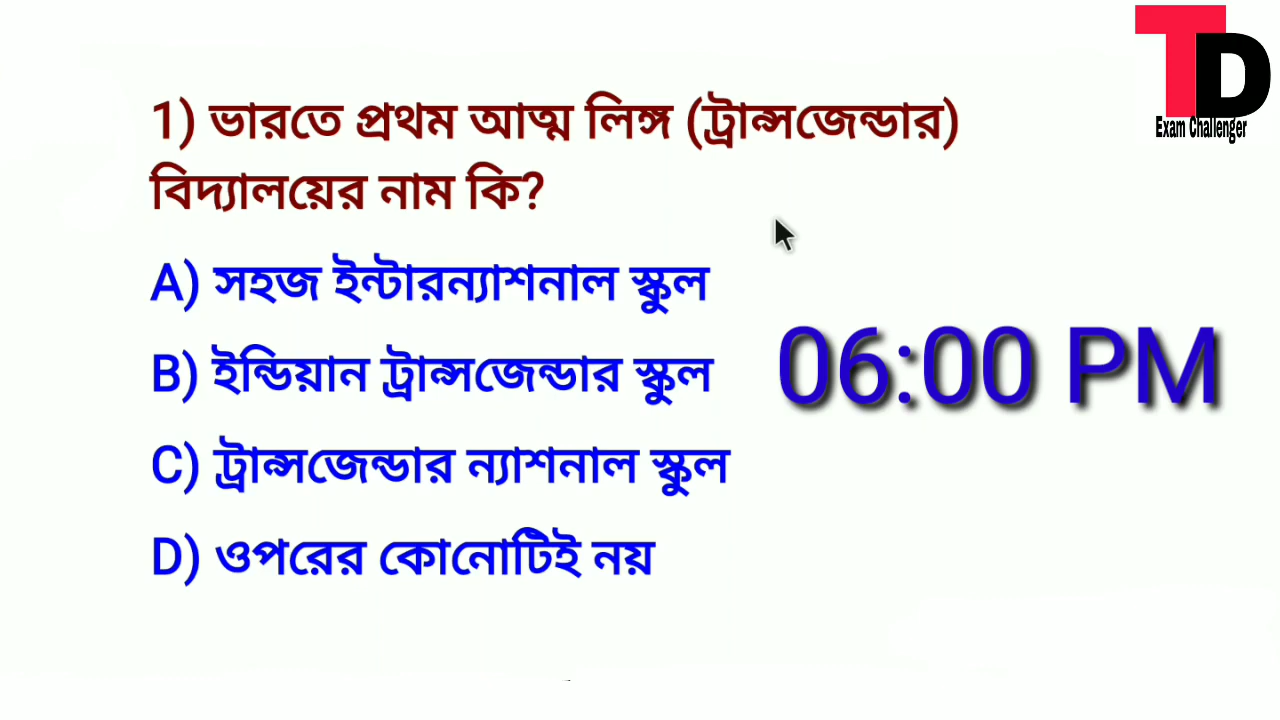 TD
Exam Challenger
1) ভারতে প্রথম আত্ম লিঙ্গ (ট্রান্সজেন্ডার)
বিদ্যালয়ের নাম কি?
A) সহজ ইন্টারন্যাশনাল স্কুল
B) ইন্ডিয়ান ট্রান্সজেন্ডার স্কুল
06:00 PM
C) ট্রান্সজেন্ডার ন্যাশনাল স্কুল
D) ওপরের কোনোটিই নয়